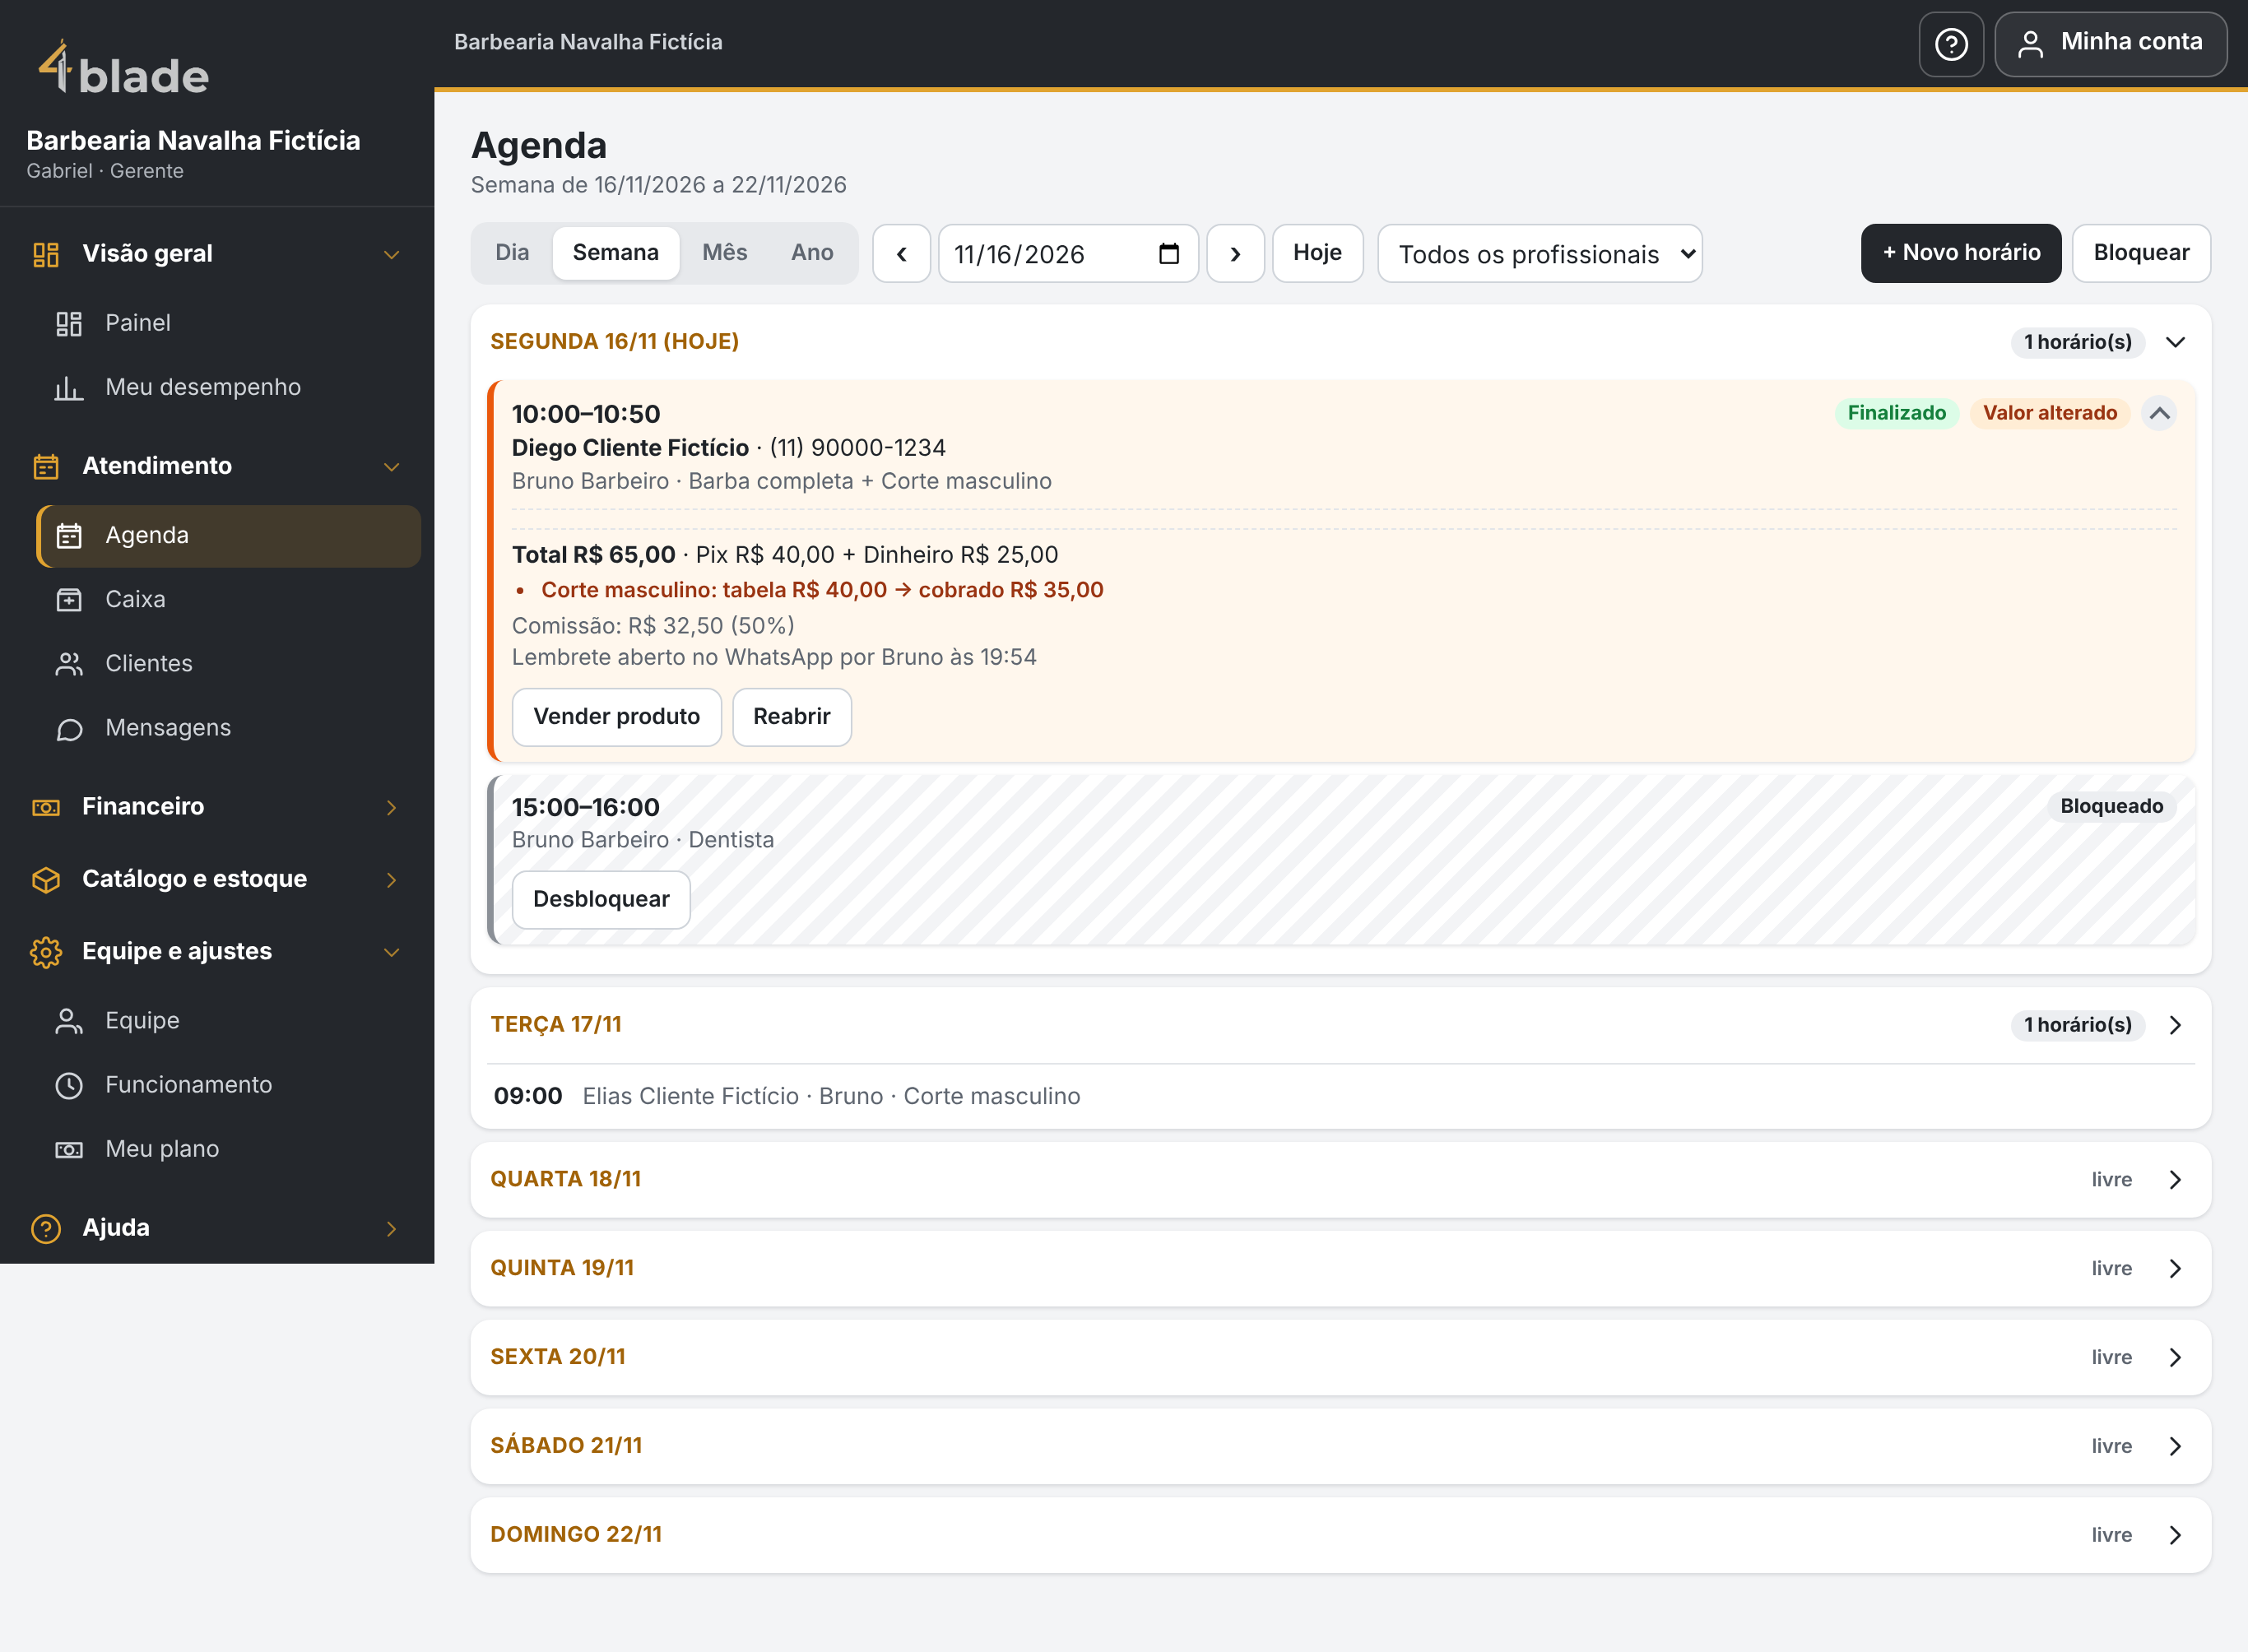 4blade
Barbearia Navalha Fictícia
Gabriel · Gerente
Visão geral
Painel
Meu desempenho
Atendimento
Agenda
Caixa
Clientes
Mensagens
Financeiro
Catálogo e estoque
Equipe e ajustes
Equipe
Funcionamento
Meu plano
Ajuda
Barbearia Navalha Fictícia
Minha conta
Agenda
Semana de 16/11/2026 a 22/11/2026
Dia Semana Mês Ano ‹ 11/16/2026 › Hoje Todos os profissionais + Novo horário Bloquear
SEGUNDA 16/11 (HOJE) 1 horário(s)
10:00–10:50 Finalizado Valor alterado
Diego Cliente Fictício · (11) 90000-1234
Bruno Barbeiro · Barba completa + Corte masculino
Total R$ 65,00 · Pix R$ 40,00 + Dinheiro R$ 25,00
• Corte masculino: tabela R$ 40,00 → cobrado R$ 35,00
Comissão: R$ 32,50 (50%)
Lembrete aberto no WhatsApp por Bruno às 19:54
Vender produto Reabrir
15:00–16:00 Bloqueado
Bruno Barbeiro · Dentista
Desbloquear
TERÇA 17/11 1 horário(s)
09:00 Elias Cliente Fictício · Bruno · Corte masculino
QUARTA 18/11 livre
QUINTA 19/11 livre
SEXTA 20/11 livre
SÁBADO 21/11 livre
DOMINGO 22/11 livre